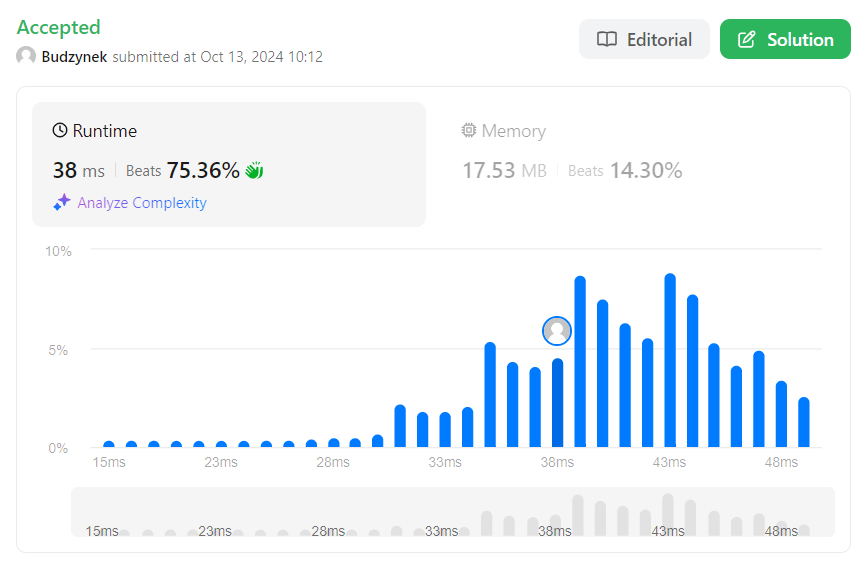 Accepted
Budzynek submitted at Oct 13, 2024 10:12
Editorial
Solution
Runtime
38 ms Beats 75.36%
Analyze Complexity
Memory
17.53 MB Beats 14.30%
10%
5%
0%
15ms 23ms 28ms 33ms 38ms 43ms 48ms
15ms 23ms 28ms 33ms 38ms 43ms 48ms